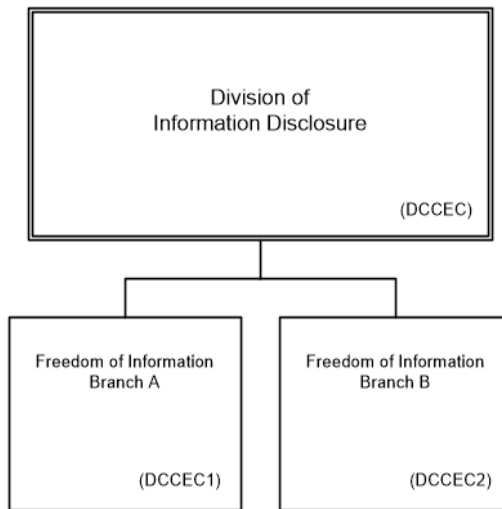 Division of
Information Disclosure
(DCCEC)
Freedom of Information
Branch A
(DCCEC1)
Freedom of Information
Branch B
(DCCEC2)